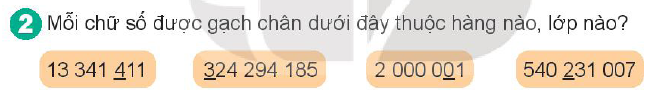 2 Mỗi chữ số được gạch chân dưới đây thuộc hàng nào, lớp nào?
13 341 411 324 294 185 2 000 001 540 231 007